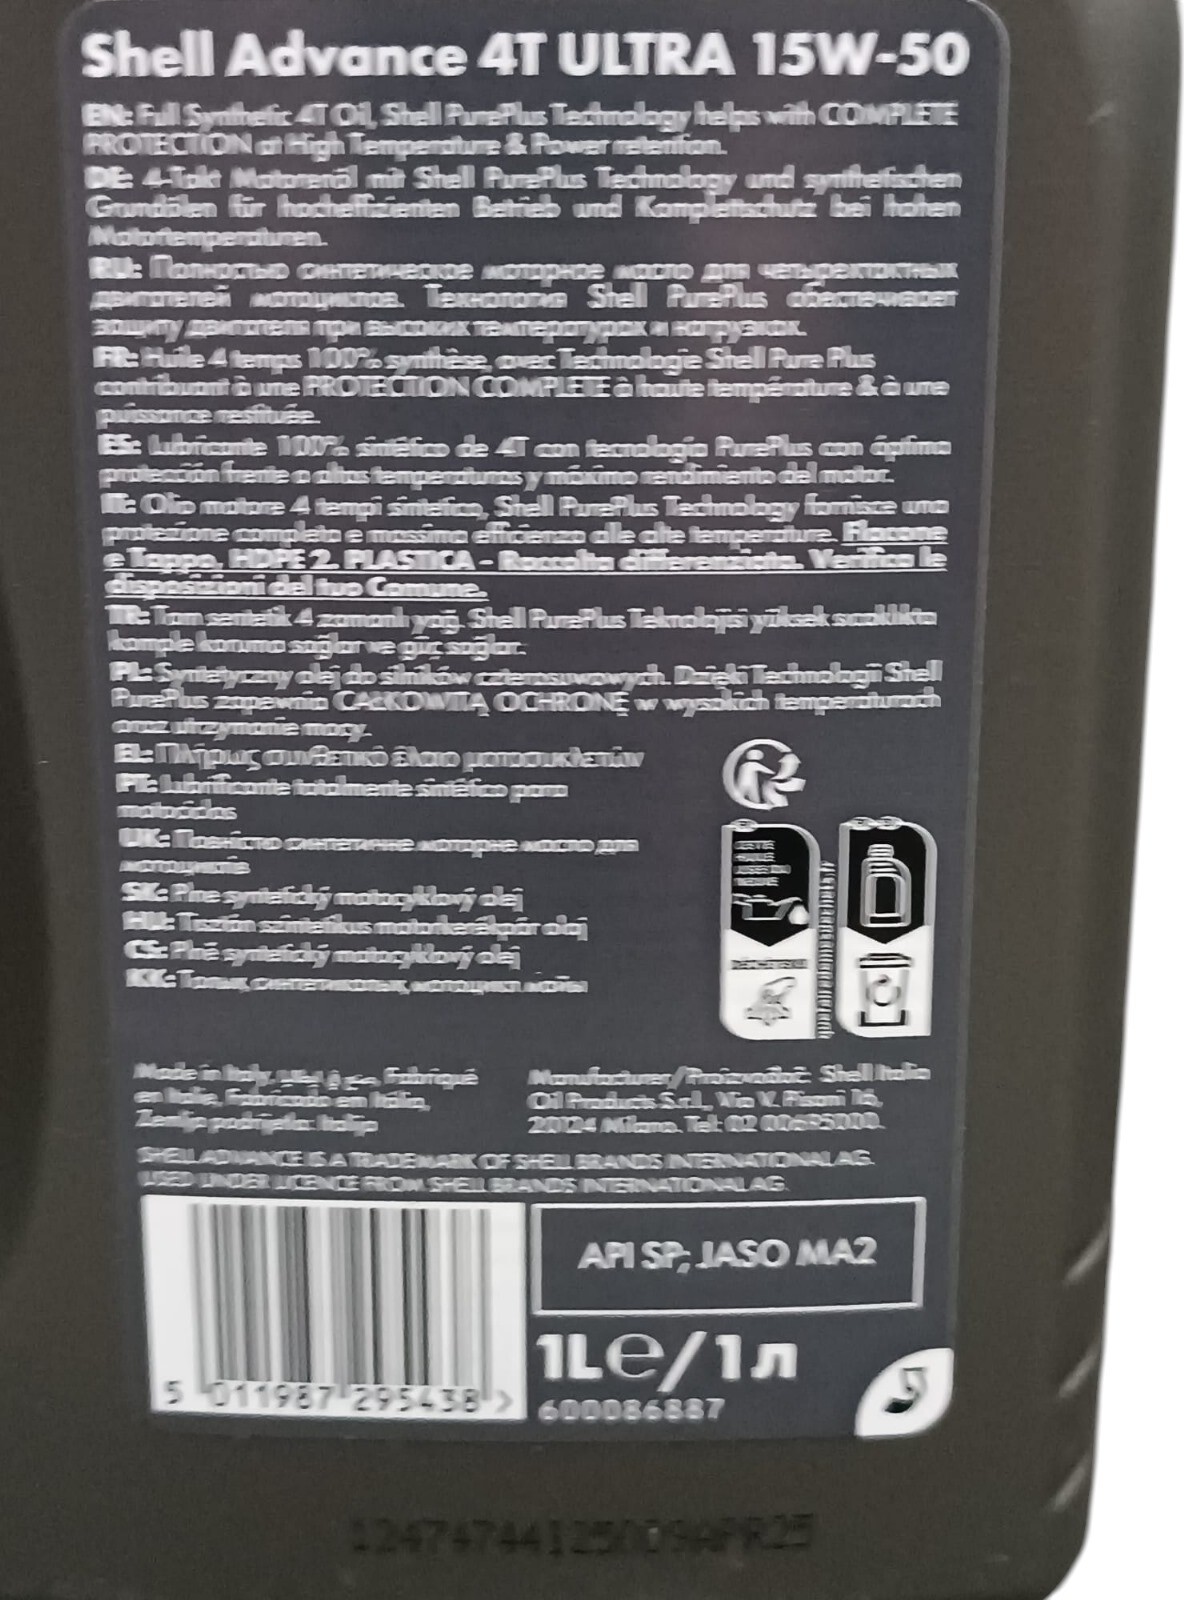 Shell Advance 4T ULTRA 15W-50
EN: Full Synthetic 4T Oil, Shell PurePlus Technology helps with COMPLETE
PROTECTION at High Temperature & Power retention.
DE: 4-Takt Motorenöl mit Shell PurePlus Technology und synthetischen
Grundölen für hocheffizienten Betrieb und Komplettschutz bei hohen
Motortemperaturen.
RU: Полностью синтетическое моторное масло для четырехтактных
двигателей мотоциклов. Технология Shell PurePlus обеспечивает
защиту двигателя при высоких температурах и нагрузках.
FR: Huile 4 temps 100% synthèse, avec Technologie Shell Pure Plus
contribuant à une PROTECTION COMPLETE à haute température & à une
puissance restituée.
ES: Lubricante 100% sintético de 4T con tecnología PurePlus con óptima
protección frente a altas temperaturas y máximo rendimiento del motor.
IT: Olio motore 4 tempi sintetico, Shell PurePlus Technology fornisce una
protezione completa e massima efficienza alle alte temperature. Flacone
e Tappo, HDPE 2, PLASTICA - Raccolta differenziata. Verifica le
disposizioni del tuo Comune.
TR: Tam sentetik 4 zamanlı yağ. Shell PurePlus Teknolojisi yüksek sıcaklıkta
komple koruma sağlar ve güç sağlar.
PL: Syntetyczny olej do silników czterosuwowych. Dzięki Technologii Shell
PurePlus zapewnia CAŁKOWITĄ OCHRONĘ w wysokich temperaturach
oraz utrzymanie mocy.
EL: Πλήρως συνθετικό έλαιο μοτοσυκλετών
PT: Lubrificante totalmente sintético para
motociclos
UK: Повністю синтетичне моторне масло для
мотоциклів
SK: Plne syntetický motocyklový olej
HU: Tisztán szintetikus motorkerékpár olaj
CS: Plně syntetický motocyklový olej
KK: Толық синтетикалық мотоцикл майы
CETTE
HUILE
USAGÉE
DÉCHÈTERIE
Made in Italy, Fabriqué
en Italie, Fabricado en Itália,
Zemlja podrijetla: Italija
Manufacturer/Proizvođač: Shell Italia
Oil Products S.r.l., Via V. Pisani 16,
20124 Milano. Tel: 02 00695000.
SHELL ADVANCE IS A TRADEMARK OF SHELL BRANDS INTERNATIONAL AG.
USED UNDER LICENCE FROM SHELL BRANDS INTERNATIONAL AG.
API SP; JASO MA2
1L e/1л
5 011987 295438 >
600086887
12474744125009APR25